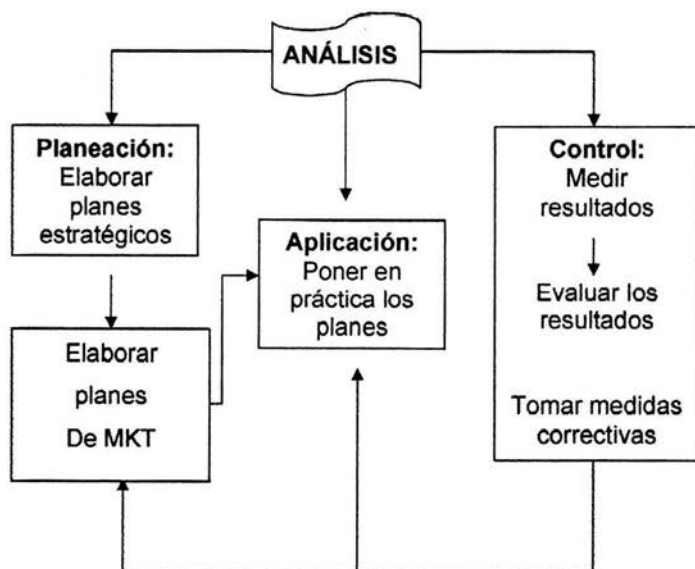 ANÁLISIS
Planeación:
Elaborar
planes
estratégicos
Elaborar
planes
De MKT
Aplicación:
Poner en
práctica los
planes
Control:
Medir
resultados
Evaluar los
resultados
Tomar medidas
correctivas